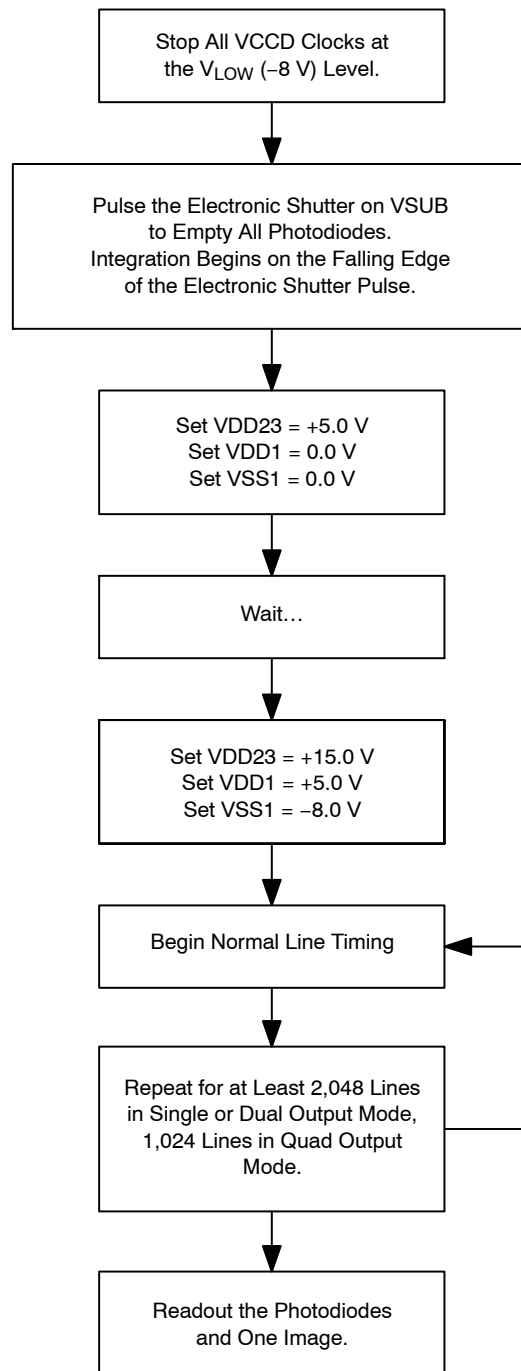 Stop All VCCD Clocks at
the VLOW (−8 V) Level.
Pulse the Electronic Shutter on VSUB
to Empty All Photodiodes.
Integration Begins on the Falling Edge
of the Electronic Shutter Pulse.
Set VDD23 = +5.0 V
Set VDD1 = 0.0 V
Set VSS1 = 0.0 V
Wait…
Set VDD23 = +15.0 V
Set VDD1 = +5.0 V
Set VSS1 = −8.0 V
Begin Normal Line Timing
Repeat for at Least 2,048 Lines
in Single or Dual Output Mode,
1,024 Lines in Quad Output
Mode.
Readout the Photodiodes
and One Image.